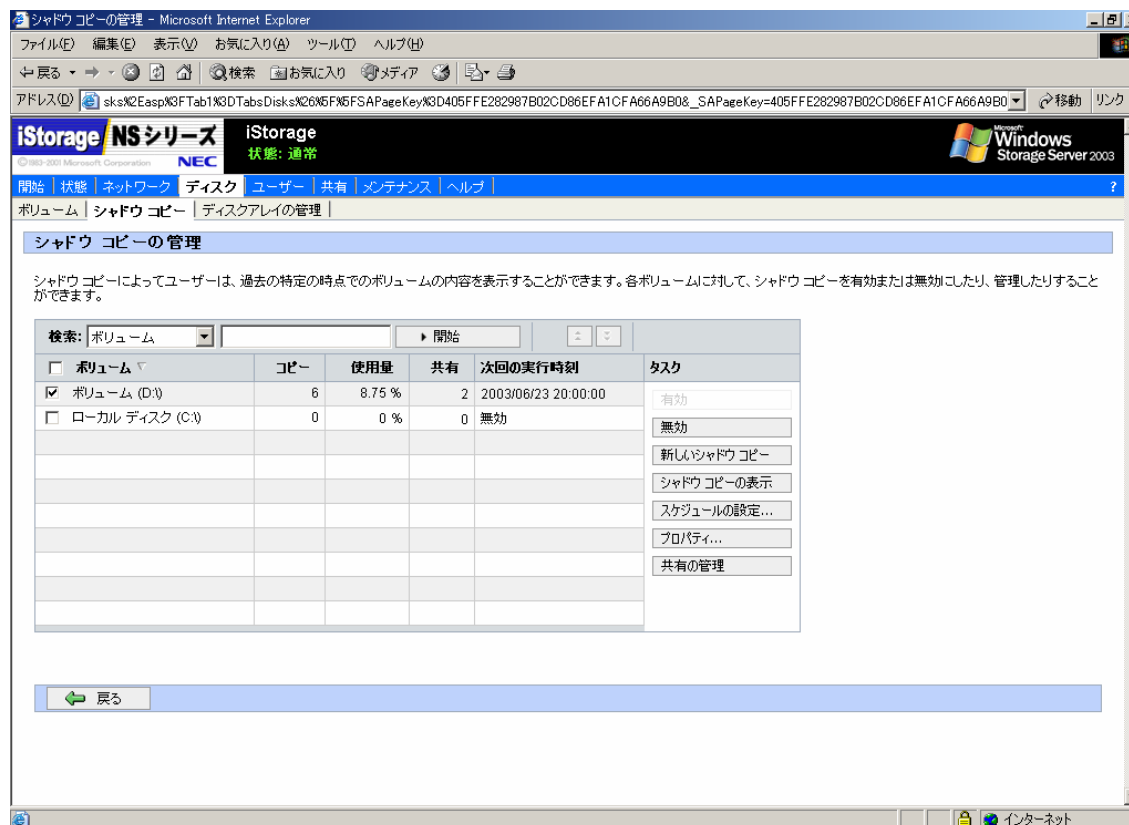 シャドウ コピーの管理 - Microsoft Internet Explorer
ファイル(F) 編集(E) 表示(V) お気に入り(A) ツール(T) ヘルプ(H)
戻る 検索 お気に入り メディア
アドレス(D) sks%2Easp%3FTab1%3DTabsDisks%26%5F%5FSAPageKey%3D405FFE282987B02CD86EFA1CFA66A9B0&_SAPageKey=405FFE282987B02CD86EFA1CFA66A9B0 移動 リンク
iStorage NSシリーズ iStorage
状態: 通常
©1983-2001 Microsoft Corporation NEC
Microsoft Windows Storage Server 2003
開始 状態 ネットワーク ディスク ユーザー 共有 メンテナンス ヘルプ ?
ボリューム シャドウ コピー ディスクアレイの管理
シャドウ コピーの管理
シャドウ コピーによってユーザーは、過去の特定の時点でのボリュームの内容を表示することができます。各ボリュームに対して、シャドウ コピーを有効または無効にしたり、管理したりすること
ができます。
検索: ボリューム 開始
ボリューム コピー 使用量 共有 次回の実行時刻 タスク
ボリューム (D:\) 6 8.75 % 2 2003/06/23 20:00:00
ローカル ディスク (C:\) 0 0 % 0 無効
有効
無効
新しいシャドウ コピー
シャドウ コピーの表示
スケジュールの設定...
プロパティ...
共有の管理
戻る
インターネット